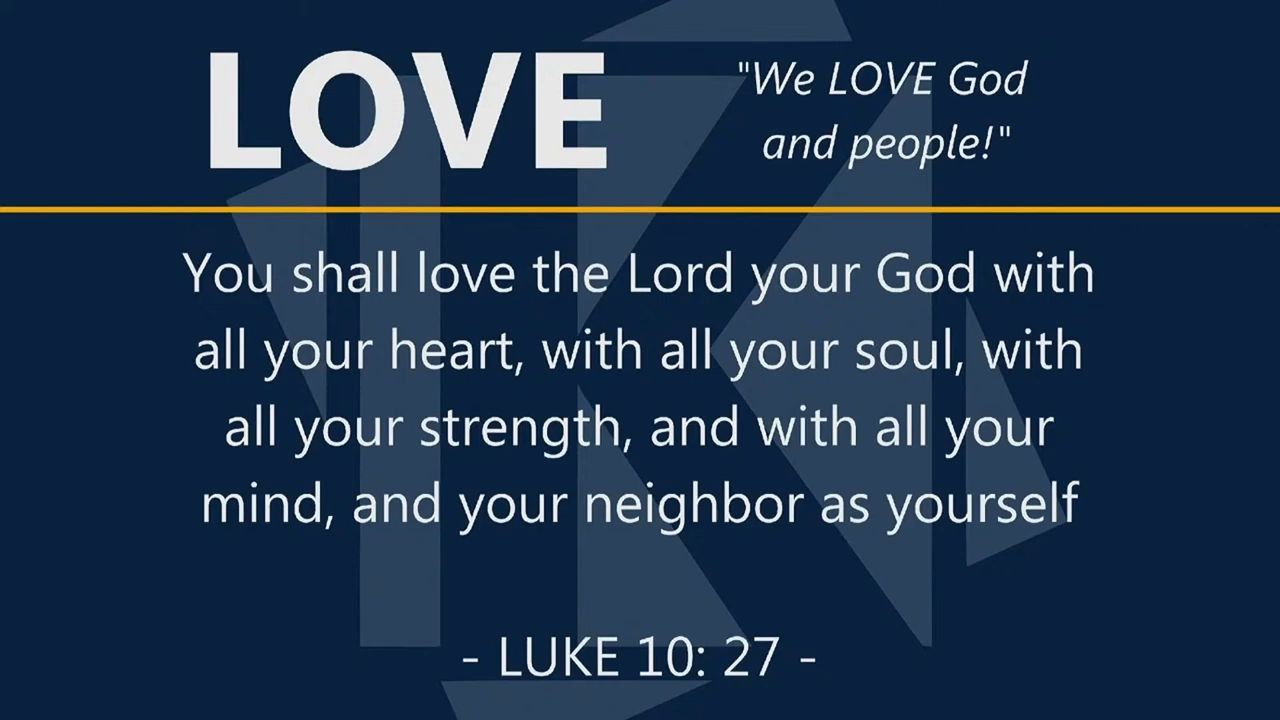 LOVE
"We LOVE God
and people!"
You shall love the Lord your God with
all your heart, with all your soul, with
all your strength, and with all your
mind, and your neighbor as yourself
- LUKE 10: 27 -